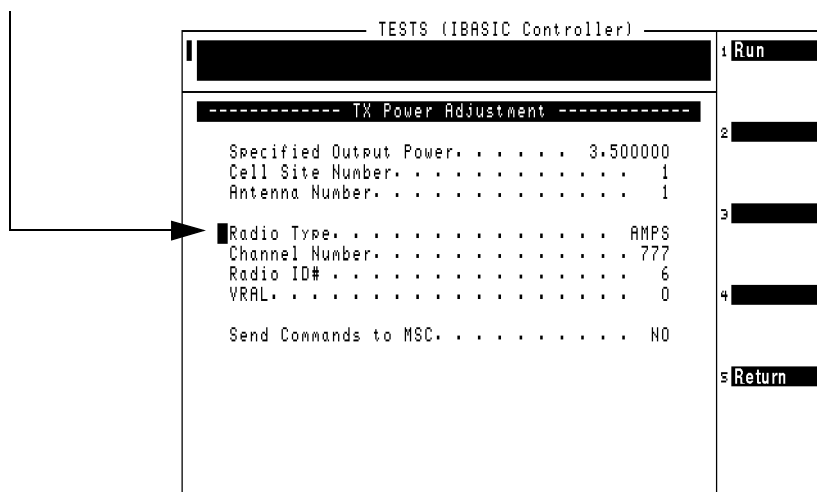 TESTS (IBASIC Controller)
1 Run
------------- TX Power Adjustment -------------
2
Specified Output Power. . . . . . 3.500000
Cell Site Number. . . . . . . . . . . . 1
Antenna Number. . . . . . . . . . . . . 1
3
Radio Type. . . . . . . . . . . . . . AMPS
Channel Number. . . . . . . . . . . . . 777
Radio ID# . . . . . . . . . . . . . . . 6
VRAL. . . . . . . . . . . . . . . . . . 0
4
Send Commands to MSC. . . . . . . . . . NO
5 Return